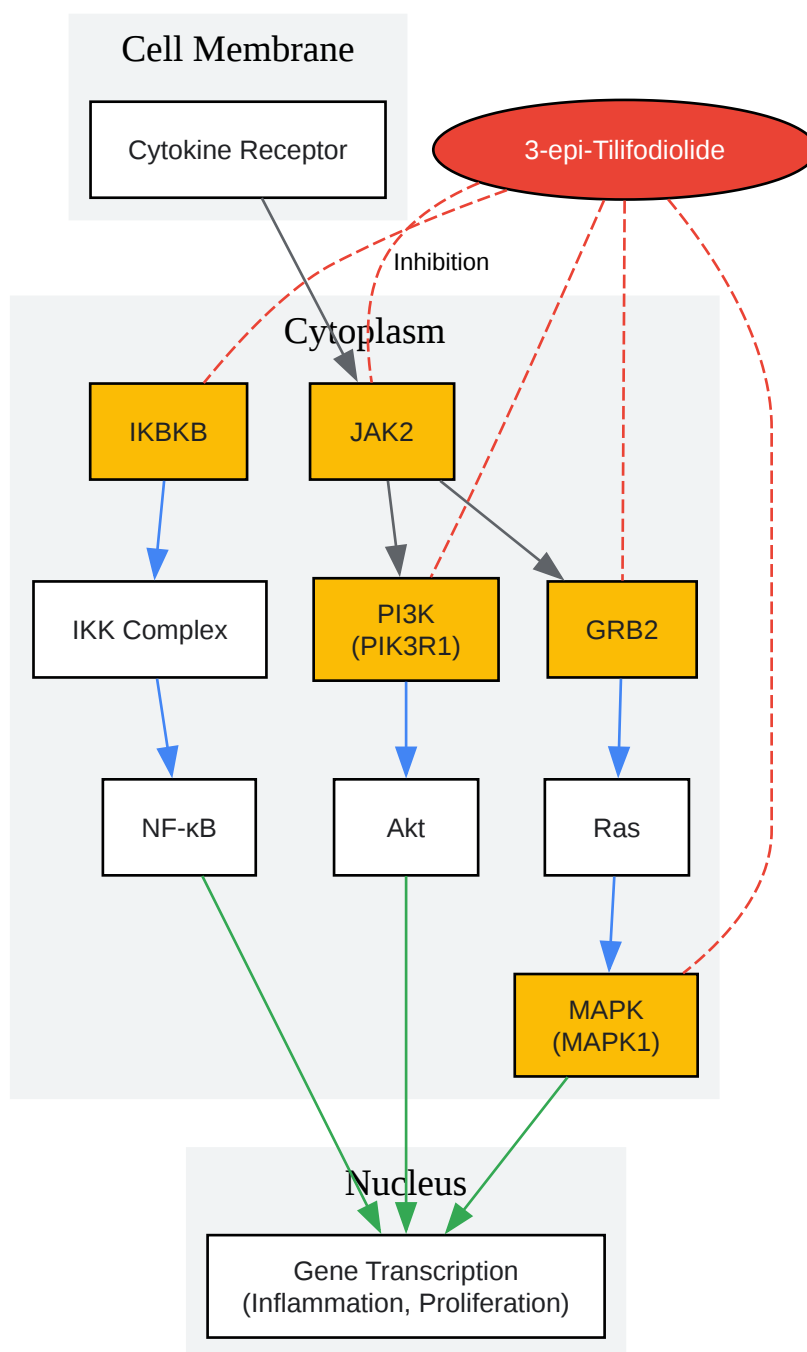 Cell Membrane
Cytokine Receptor
3-epi-Tilifodiolide
Inhibition
Cytoplasm
IKBKB
JAK2
IKK Complex
PI3K
(PIK3R1)
GRB2
NF-κB
Akt
Ras
MAPK
(MAPK1)
Nucleus
Gene Transcription
(Inflammation, Proliferation)